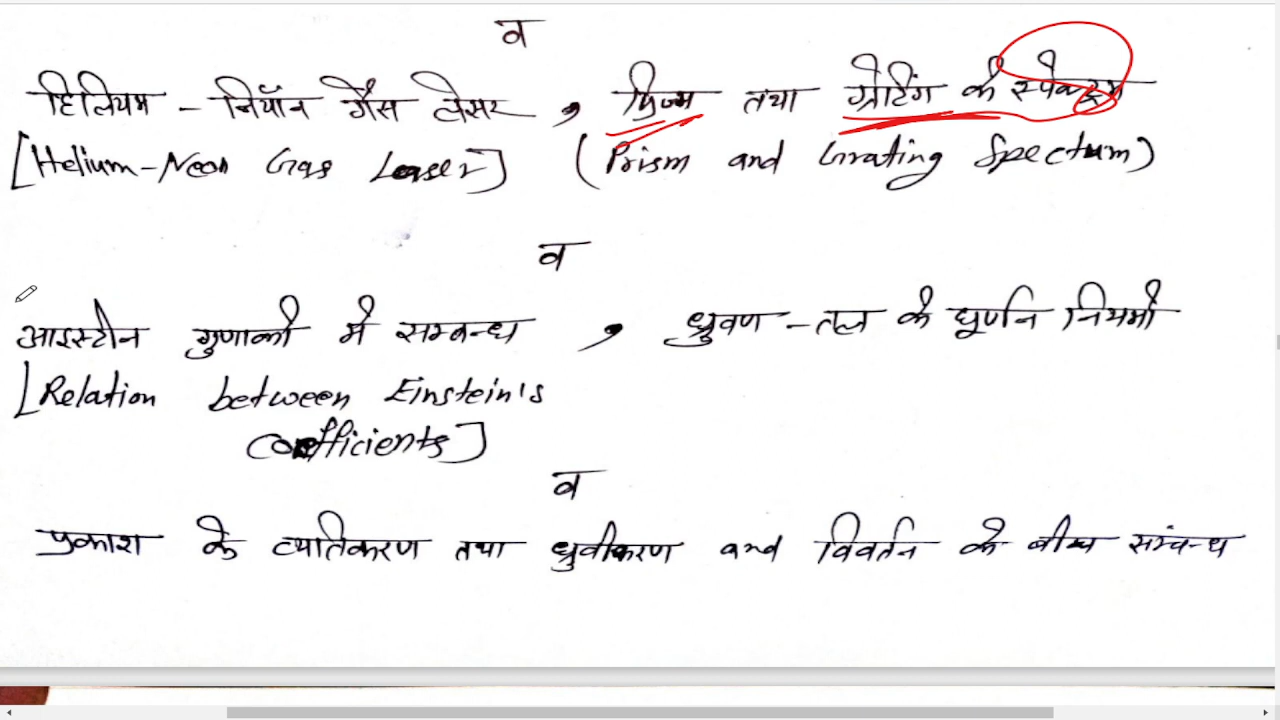 व
हिलियम - नियॉन गैस लेसर , प्रिज्म तथा ग्रेटिंग के स्पेक्ट्रम
[Helium-Neon Gas Laser] (Prism and Grating Spectum)
व
आइस्टीन गुणाकों में सम्बन्ध , ध्रुवण - तल के घूर्णन नियमों
[Relation between Einstein's
Coefficients]
व
प्रकाश के व्यतिकरण तथा ध्रुवीकरण and विवर्तन के बीच संम्बन्ध